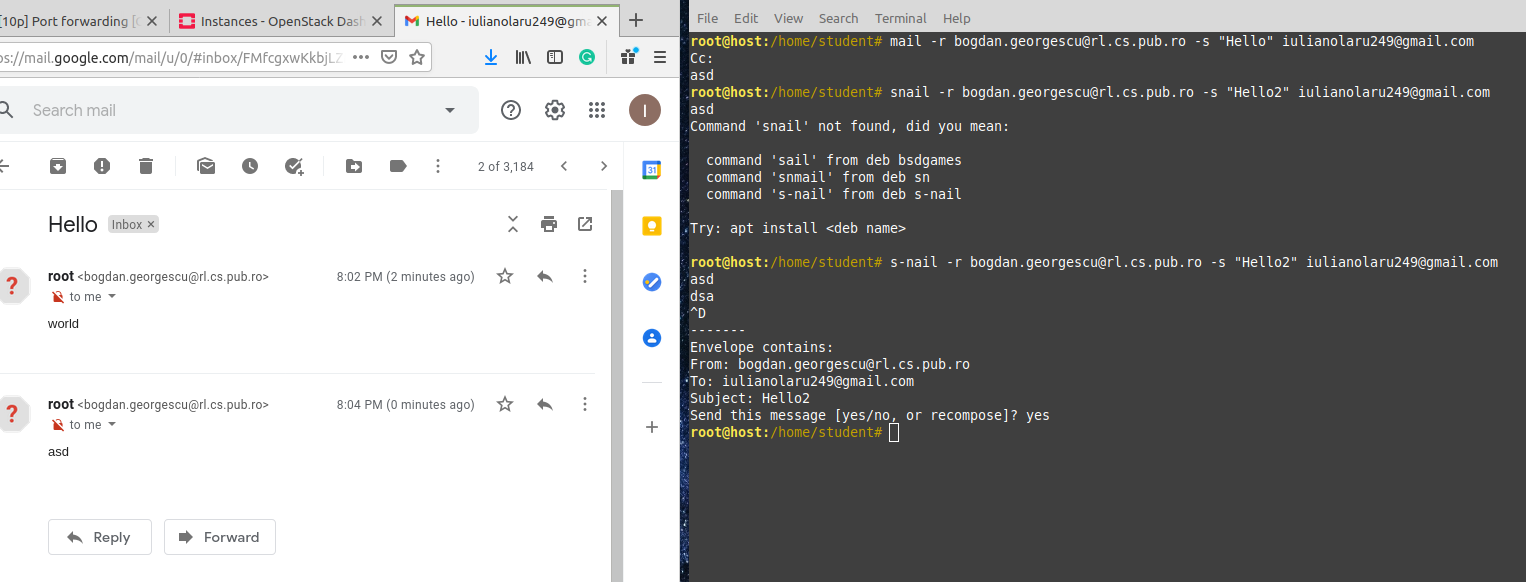 [10p] Port forwarding [
Instances - OpenStack Dash
Hello - iulianolaru249@gma
ps://mail.google.com/mail/u/0/#inbox/FMfcgxwKkbjLZ
Search mail
I
2 of 3,184
31
Hello
Inbox ×
root <bogdan.georgescu@rl.cs.pub.ro>
8:02 PM (2 minutes ago)
?
to me
world
root <bogdan.georgescu@rl.cs.pub.ro>
8:04 PM (0 minutes ago)
?
to me
asd
Reply
Forward
File Edit View Search Terminal Help
root@host:/home/student# mail -r bogdan.georgescu@rl.cs.pub.ro -s "Hello" iulianolaru249@gmail.com
Cc:
asd
root@host:/home/student# snail -r bogdan.georgescu@rl.cs.pub.ro -s "Hello2" iulianolaru249@gmail.com
asd
Command 'snail' not found, did you mean:
command 'sail' from deb bsdgames
command 'snmail' from deb sn
command 's-nail' from deb s-nail
Try: apt install <deb name>
root@host:/home/student# s-nail -r bogdan.georgescu@rl.cs.pub.ro -s "Hello2" iulianolaru249@gmail.com
asd
dsa
^D
-------
Envelope contains:
From: bogdan.georgescu@rl.cs.pub.ro
To: iulianolaru249@gmail.com
Subject: Hello2
Send this message [yes/no, or recompose]? yes
root@host:/home/student#